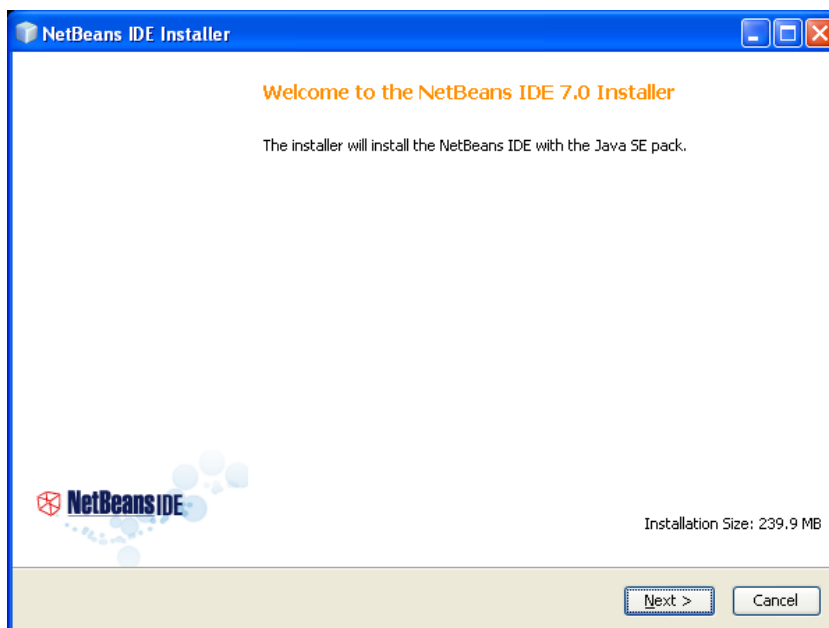 NetBeans IDE Installer
Welcome to the NetBeans IDE 7.0 Installer
The installer will install the NetBeans IDE with the Java SE pack.
NetBeans IDE
Installation Size: 239.9 MB
Next >
Cancel